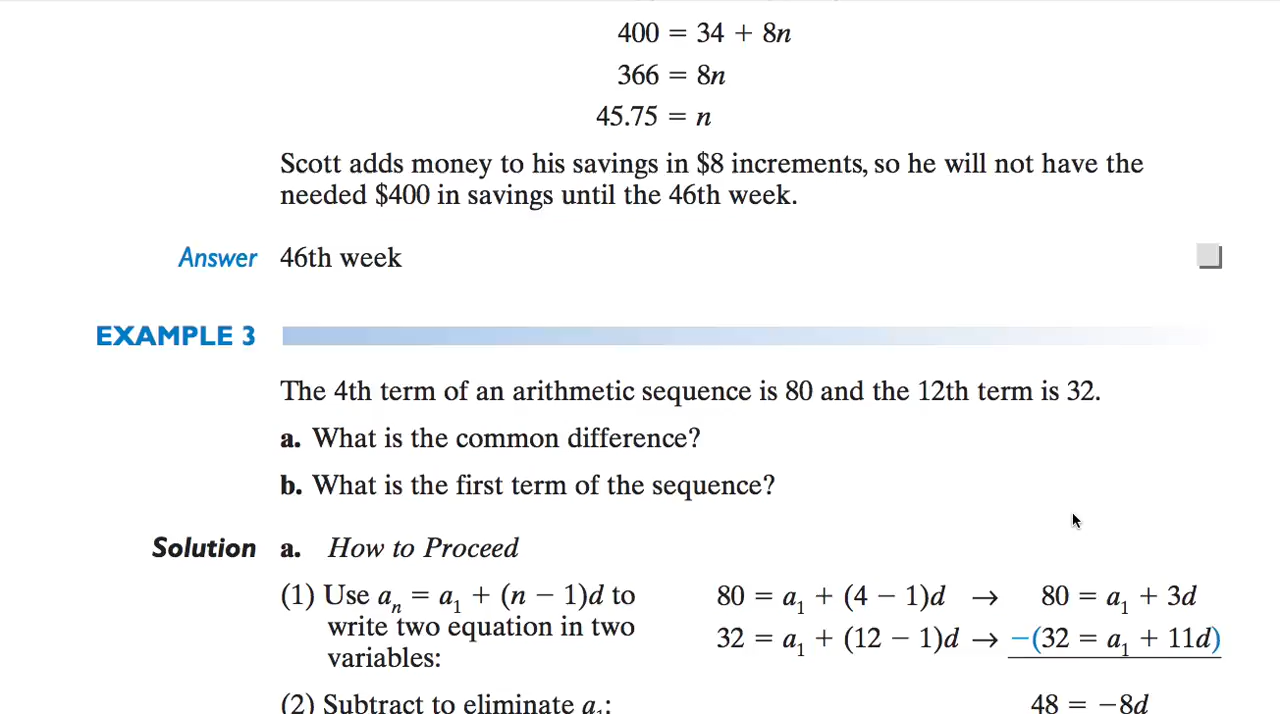 400 = 34 + 8n
366 = 8n
45.75 = n
Scott adds money to his savings in $8 increments, so he will not have the
needed $400 in savings until the 46th week.
Answer 46th week
EXAMPLE 3
The 4th term of an arithmetic sequence is 80 and the 12th term is 32.
a. What is the common difference?
b. What is the first term of the sequence?
Solution a. How to Proceed
(1) Use aₙ = a₁ + (n − 1)d to 80 = a₁ + (4 − 1)d → 80 = a₁ + 3d
write two equation in two 32 = a₁ + (12 − 1)d → −(32 = a₁ + 11d)
variables:
(2) Subtract to eliminate a₁: 48 = −8d